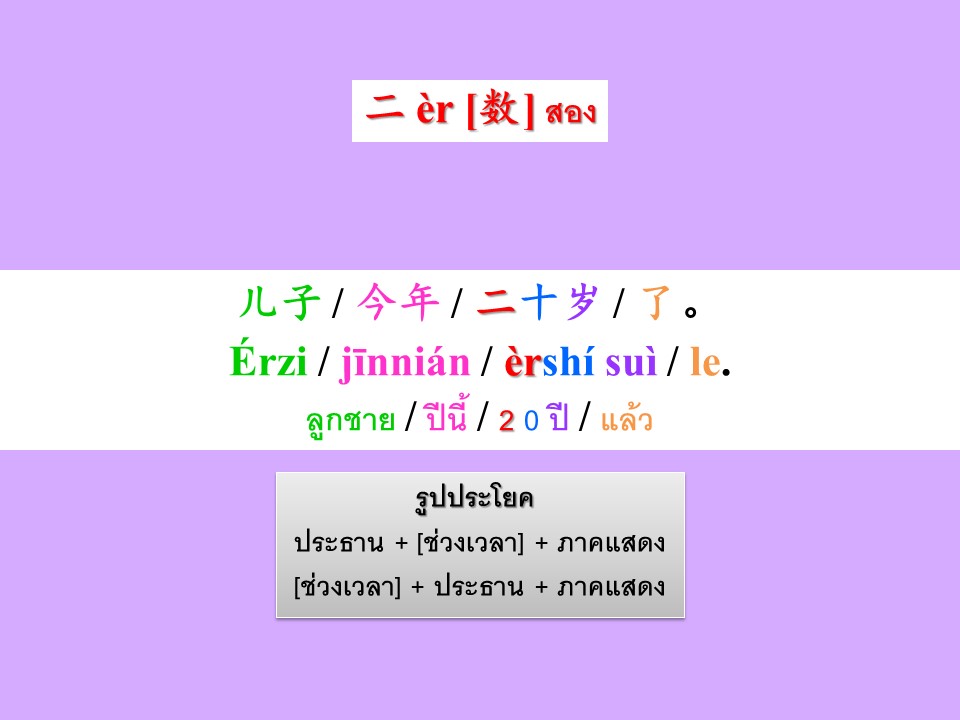 二 èr [数] สอง
儿子 / 今年 / 二十岁 / 了。
Érzi / jīnnián / èrshí suì / le.
ลูกชาย / ปีนี้ / 2 0 ปี / แล้ว
รูปประโยค
ประธาน + [ช่วงเวลา] + ภาคแสดง
[ช่วงเวลา] + ประธาน + ภาคแสดง